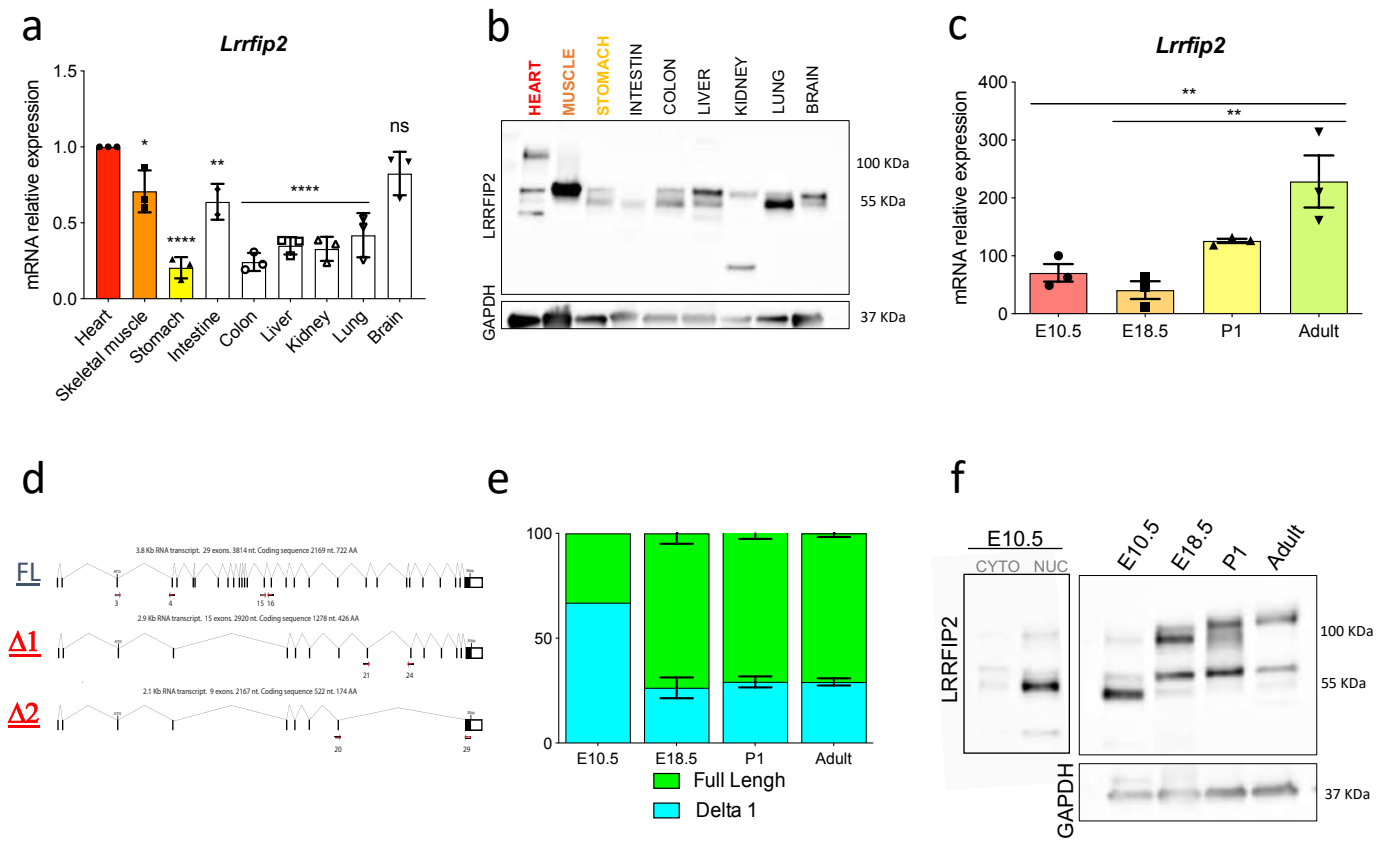 a
Lrrfip2
mRNA relative expression
1.5
1.0
0.5
0.0
*
****
**
****
ns
Heart
Skeletal muscle
Stomach
Intestine
Colon
Liver
Kidney
Lung
Brain
b
HEART
MUSCLE
STOMACH
INTESTIN
COLON
LIVER
KIDNEY
LUNG
BRAIN
LRRFIP2
100 KDa
55 KDa
GAPDH
37 KDa
c
Lrrfip2
mRNA relative expression
400
300
200
100
0
**
**
E10.5
E18.5
P1
Adult
d
FL
3.8 Kb RNA transcript. 29 exons. 3814 nt. Coding sequence 2169 nt. 722 AA
3
4
15
16
Δ1
2.9 Kb RNA transcript. 15 exons. 2920 nt. Coding sequence 1278 nt. 426 AA
21
24
Δ2
2.1 Kb RNA transcript. 9 exons. 2167 nt. Coding sequence 522 nt. 174 AA
20
29
e
100
50
0
E10.5
E18.5
P1
Adult
Full Lengh
Delta 1
f
E10.5
CYTO
NUC
LRRFIP2
E10.5
E18.5
P1
Adult
100 KDa
55 KDa
GAPDH
37 KDa